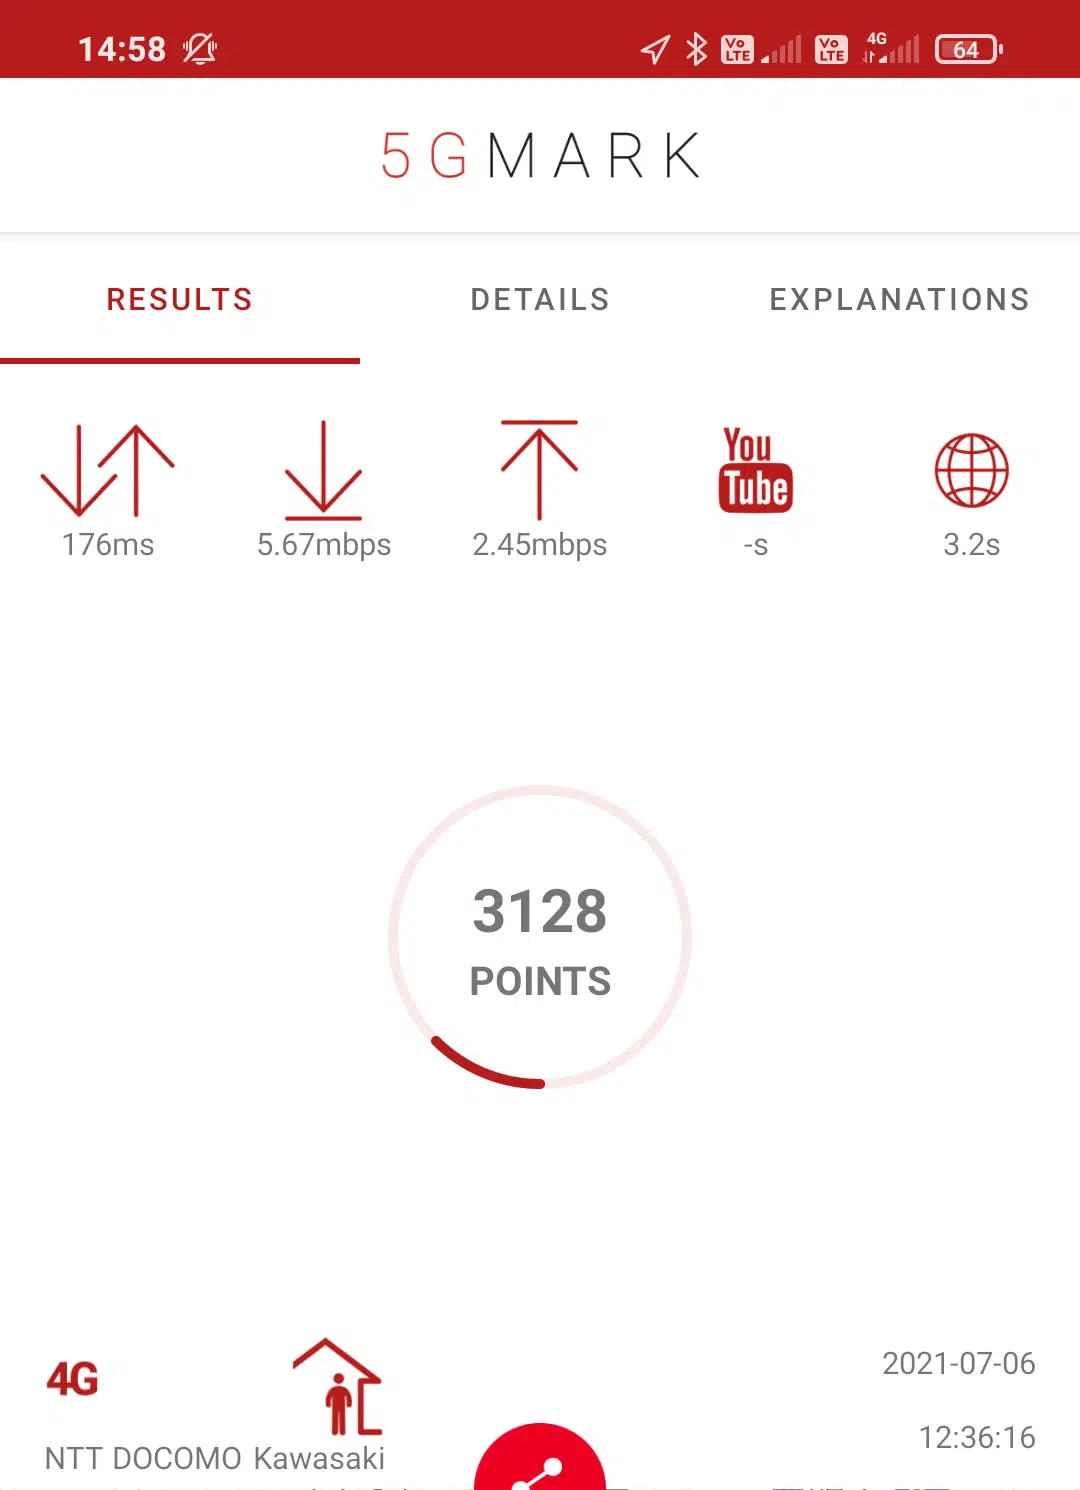 14:58 Vo LTE Vo LTE 4G 64
5GMARK
RESULTS DETAILS EXPLANATIONS
You Tube
176ms 5.67mbps 2.45mbps -s 3.2s
3128
POINTS
4G
2021-07-06
12:36:16
NTT DOCOMO Kawasaki